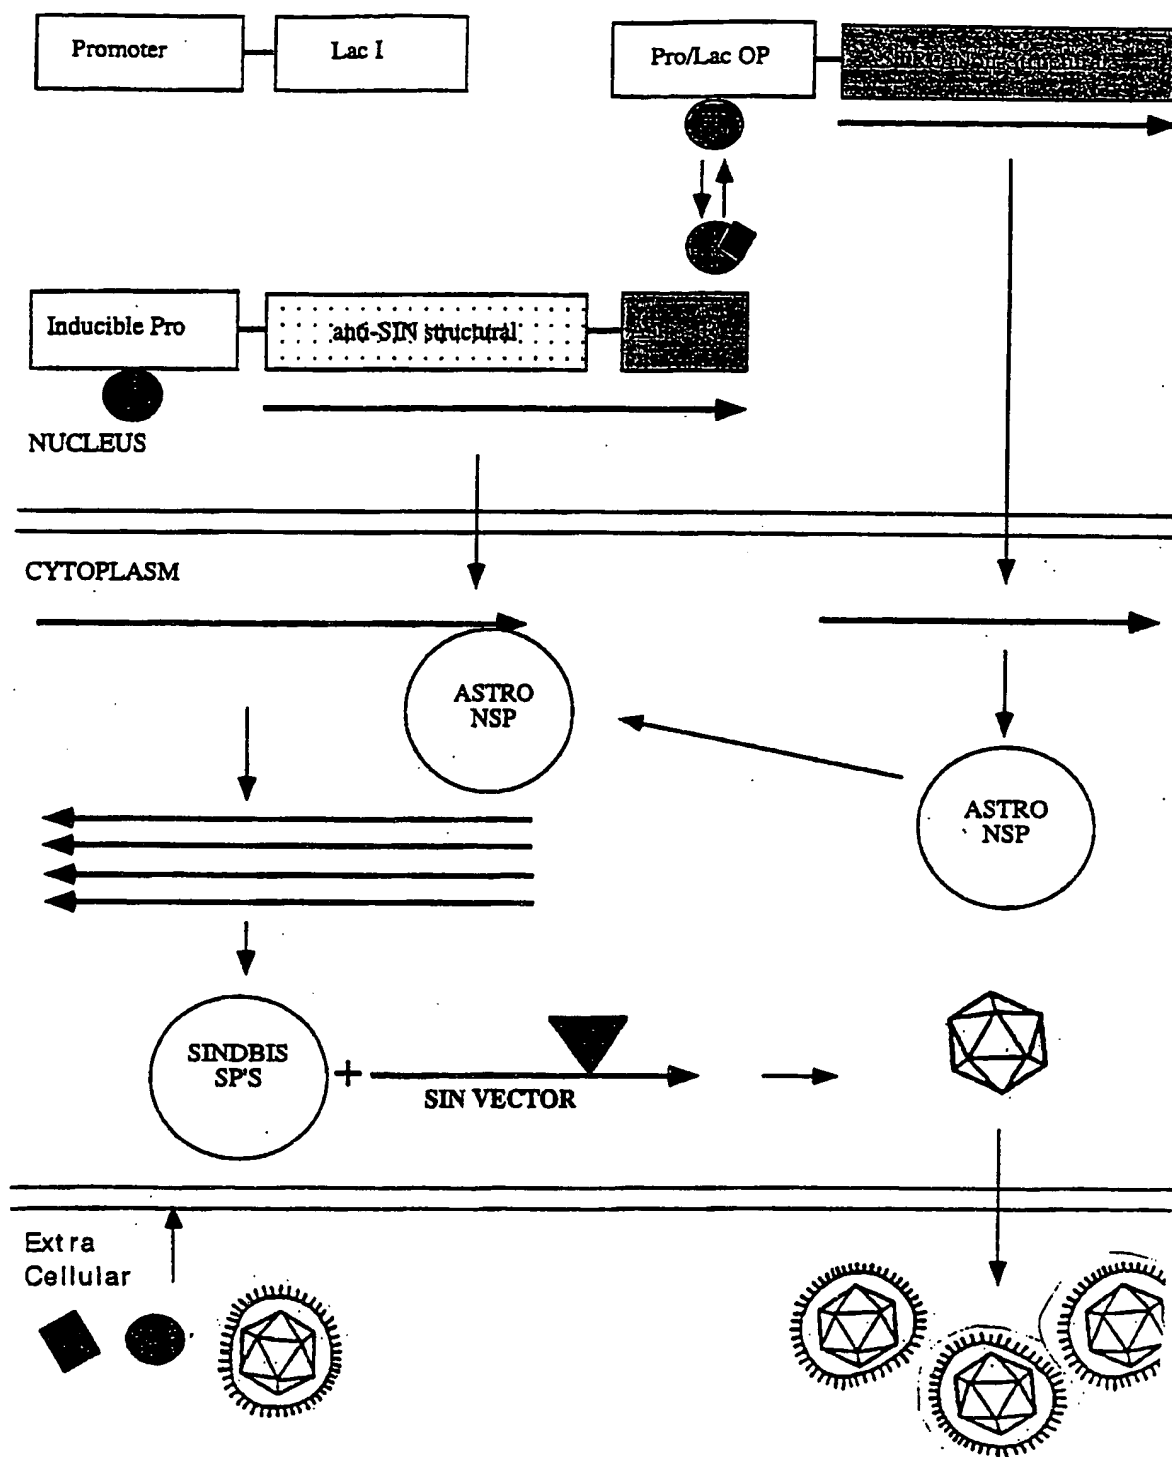 Promoter
Lac I
Pro/Lac OP
Inducible Pro
anti-SIN structural
NUCLEUS
CYTOPLASM
ASTRO
NSP
ASTRO
NSP
SINDBIS
SP'S
+
SIN VECTOR
Extra
Cellular